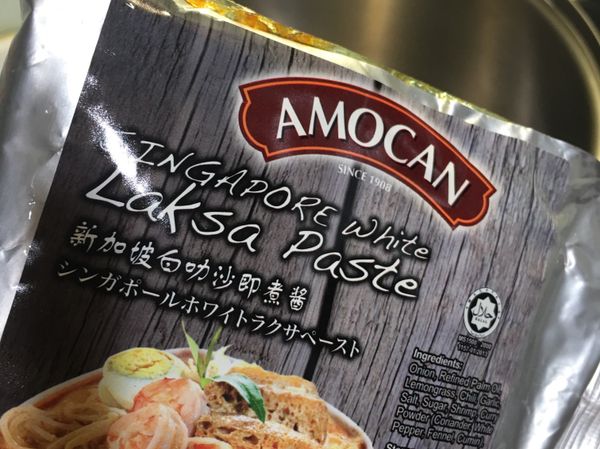 AMOCAN
SINCE 1908
SINGAPORE White
Laksa Paste
新加坡白叻沙即煮醬
シンガポールホワイトラクサペースト
HALAL
Ingredients:
Onion, Refined Palm
Lemongrass, Chili, Garlic,
Salt, Sugar, Shrimp,
Powder, Coriander, White
Pepper, Fennel, Cumin